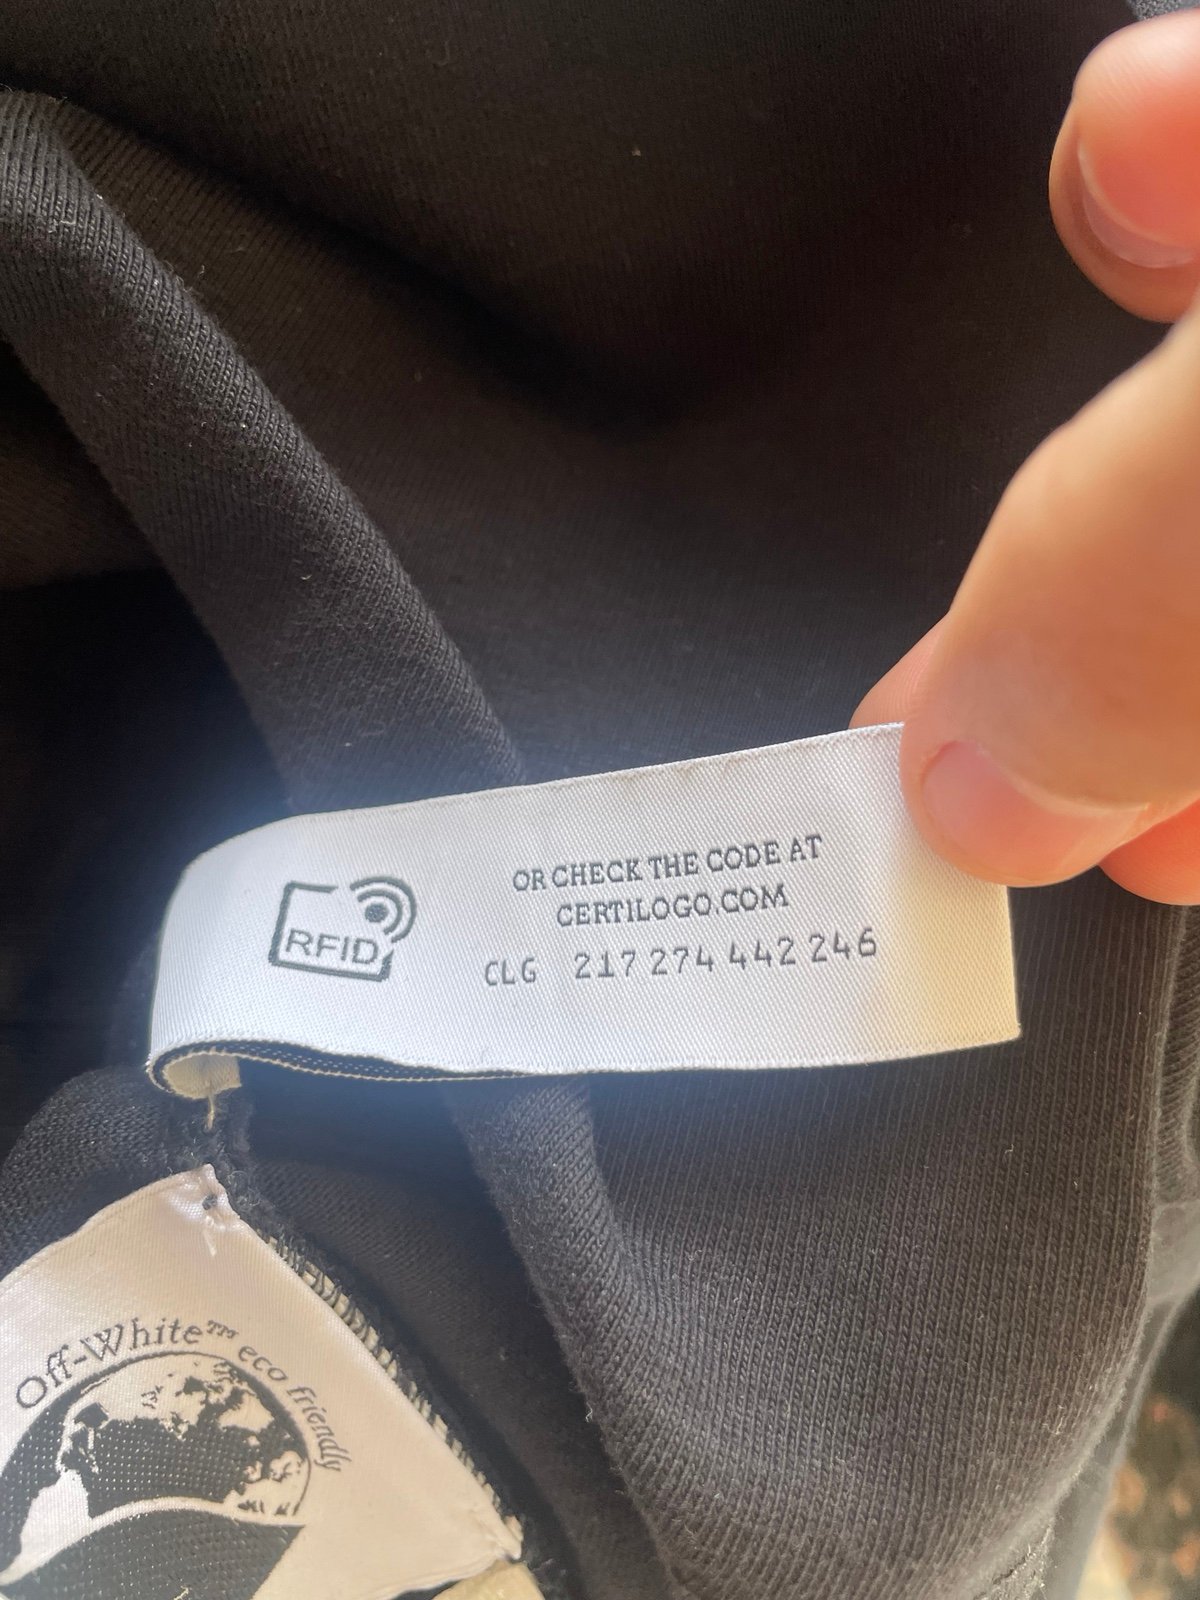 OR CHECK THE CODE AT
CERTILOGO.COM
CLG 217 274 442 246
RFID
Off-White™ eco friendly